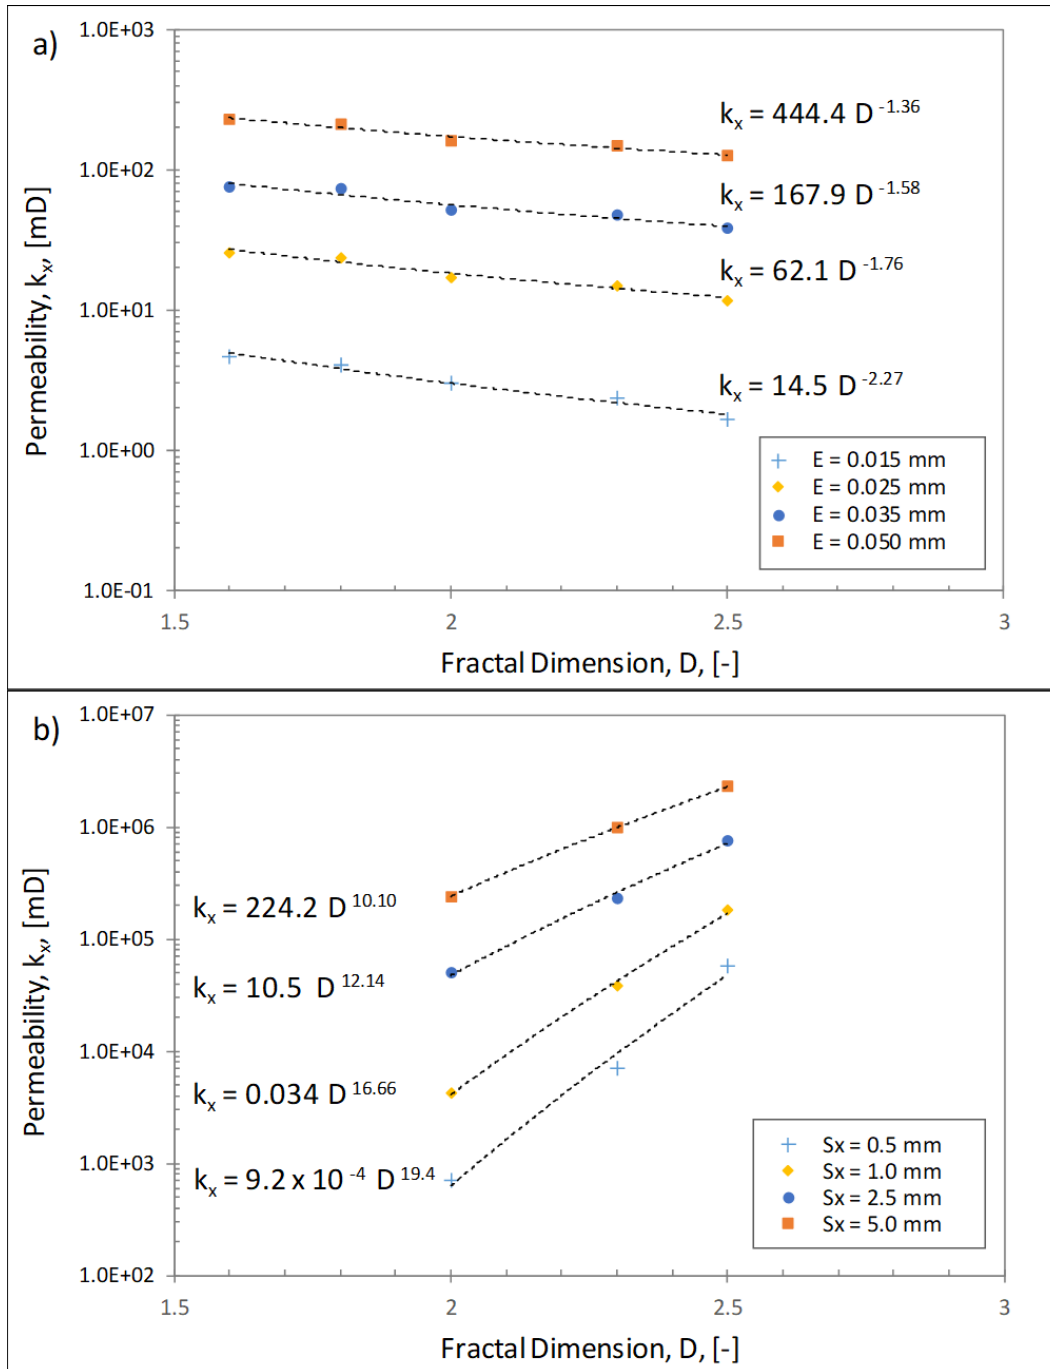 a)
1.0E+03
1.0E+02
1.0E+01
1.0E+00
1.0E-01
Permeability, kₓ, [mD]
kₓ = 444.4 D ⁻¹·³⁶
kₓ = 167.9 D ⁻¹·⁵⁸
kₓ = 62.1 D ⁻¹·⁷⁶
kₓ = 14.5 D ⁻²·²⁷
E = 0.015 mm
E = 0.025 mm
E = 0.035 mm
E = 0.050 mm
1.5 2 2.5 3
Fractal Dimension, D, [-]
b)
1.0E+07
1.0E+06
1.0E+05
1.0E+04
1.0E+03
1.0E+02
Permeability, kₓ, [mD]
kₓ = 224.2 D ¹⁰·¹⁰
kₓ = 10.5 D ¹²·¹⁴
kₓ = 0.034 D ¹⁶·⁶⁶
kₓ = 9.2 x 10 ⁻⁴ D ¹⁹·⁴
Sx = 0.5 mm
Sx = 1.0 mm
Sx = 2.5 mm
Sx = 5.0 mm
1.5 2 2.5 3
Fractal Dimension, D, [-]